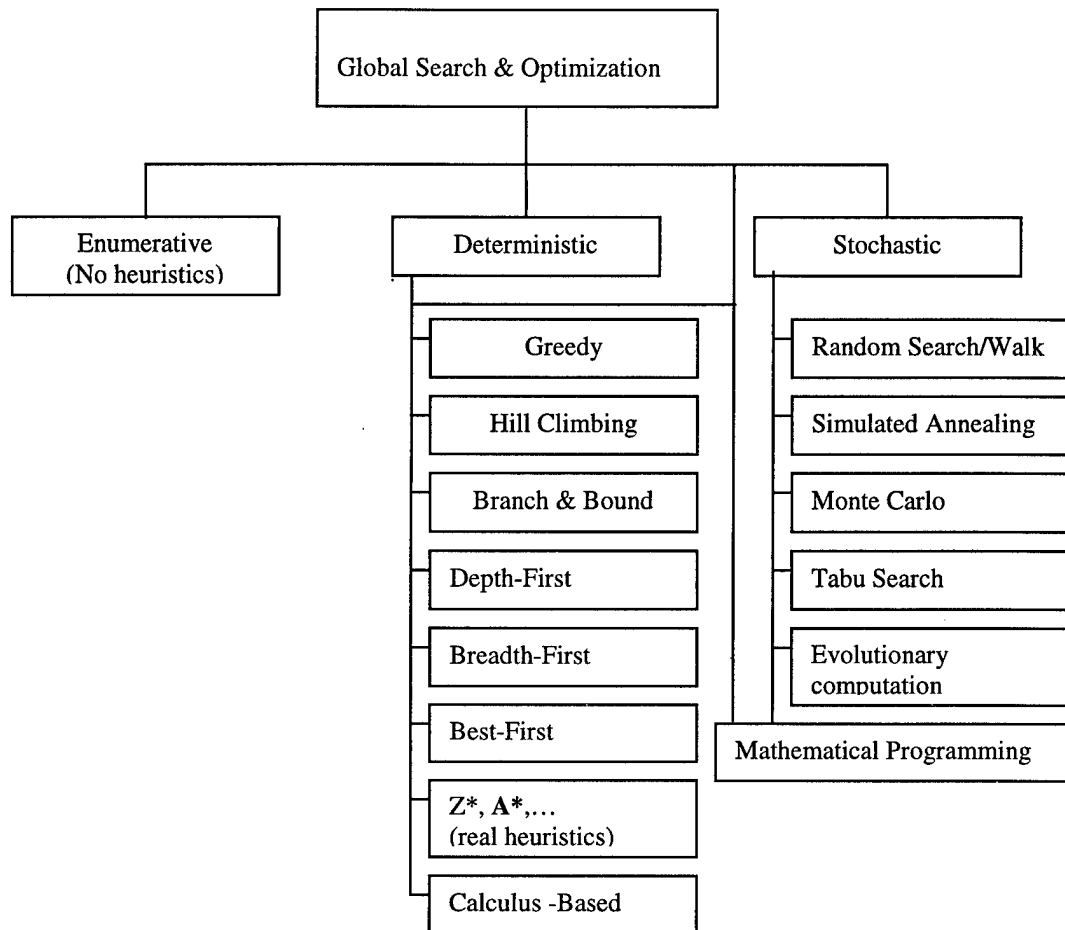 Global Search & Optimization
Enumerative
(No heuristics)
Deterministic
Stochastic
Greedy
Hill Climbing
Branch & Bound
Depth-First
Breadth-First
Best-First
Z*, A*,...
(real heuristics)
Calculus -Based
Random Search/Walk
Simulated Annealing
Monte Carlo
Tabu Search
Evolutionary
computation
Mathematical Programming